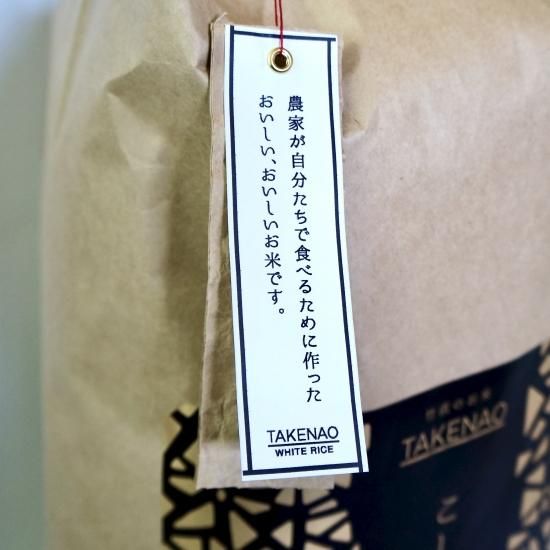 農家が自分たちで食べるために作った
おいしい、おいしいお米です。
TAKENAO
WHITE RICE
TAKENAO
こ